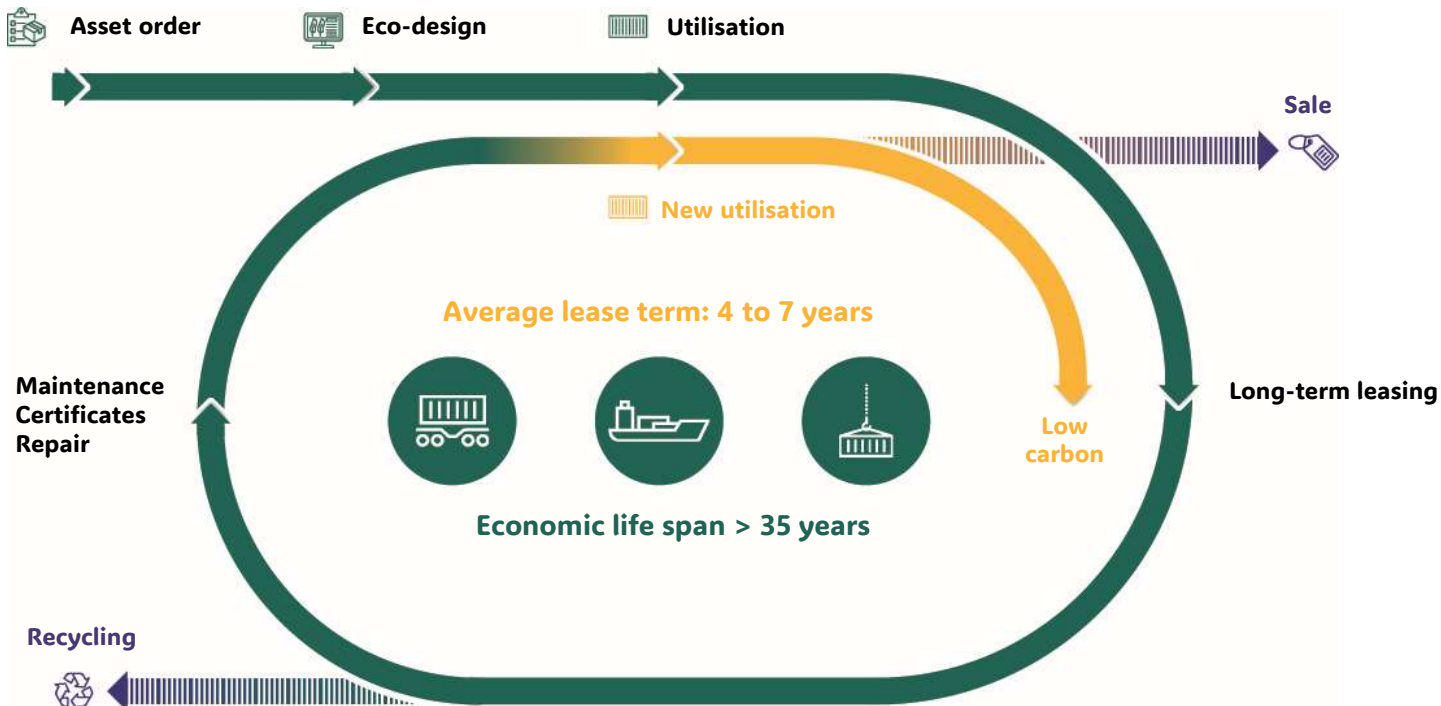 Asset order
Eco-design
Utilisation
Sale
New utilisation
Average lease term: 4 to 7 years
Maintenance
Certificates
Repair
Long-term leasing
Low
carbon
Economic life span > 35 years
Recycling